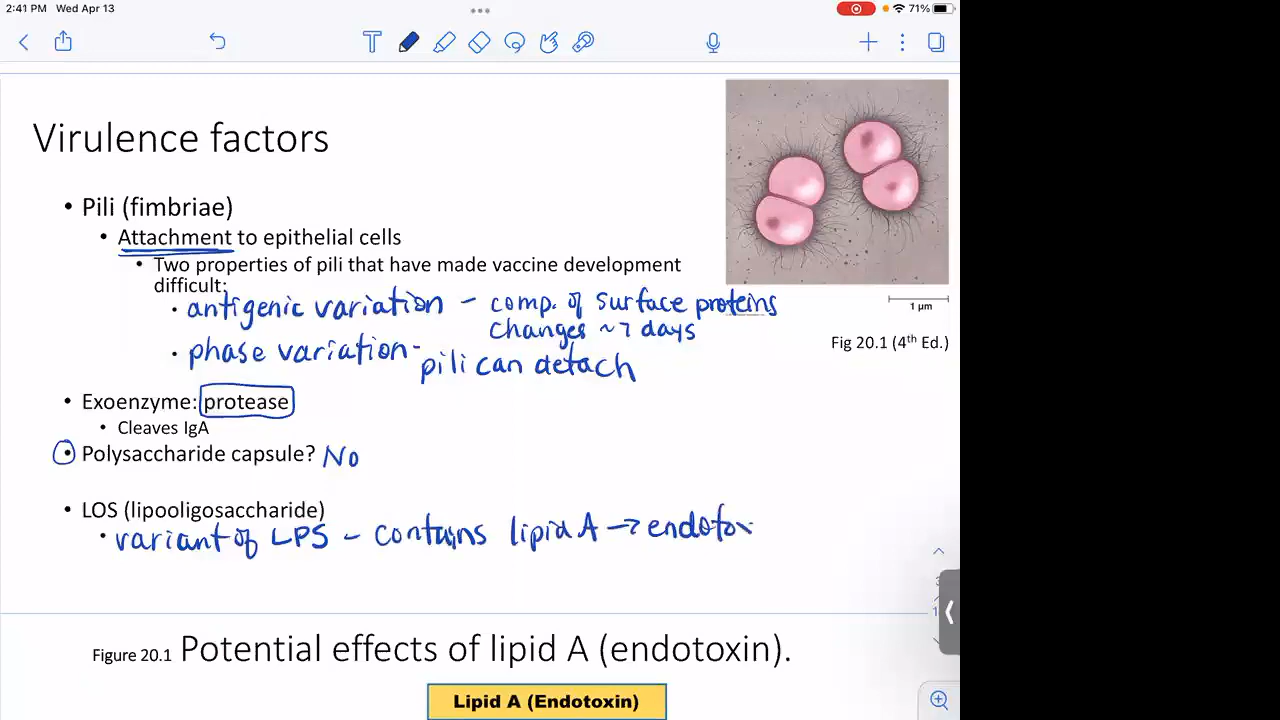 2:41 PM Wed Apr 13
71%
Virulence factors
• Pili (fimbriae)
• Attachment to epithelial cells
• Two properties of pili that have made vaccine development
difficult:
• antigenic variation – comp. of surface proteins
changes ~7 days
• phase variation- pili can detach
• Exoenzyme: protease
• Cleaves IgA
• Polysaccharide capsule? No
• LOS (lipooligosaccharide)
• variant of LPS – contains lipid A → endotox
1 µm
Fig 20.1 (4th Ed.)
Figure 20.1 Potential effects of lipid A (endotoxin).
Lipid A (Endotoxin)